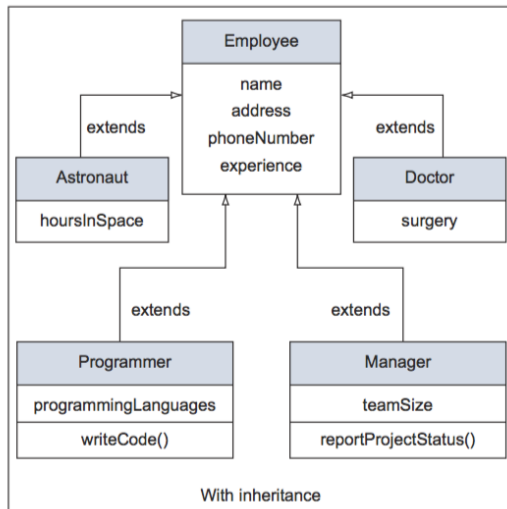 Employee
name
address
phoneNumber
experience
extends
extends
Astronaut
hoursInSpace
Doctor
surgery
extends
extends
Programmer
programmingLanguages
writeCode()
Manager
teamSize
reportProjectStatus()
With inheritance